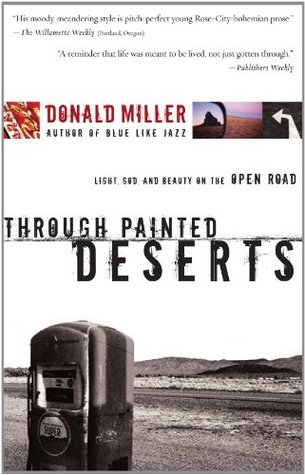 "His moody, meandering style is pitch-perfect young Rose-City-bohemian prose."
—The Willamette Weekly (Portland, Oregon)
"A reminder that life was meant to be lived, not just gotten through."
—Publishers Weekly
DONALD MILLER
AUTHOR OF BLUE LIKE JAZZ
LIGHT, GOD, AND BEAUTY ON THE OPEN ROAD
THROUGH PAINTED
DESERTS
SUPER